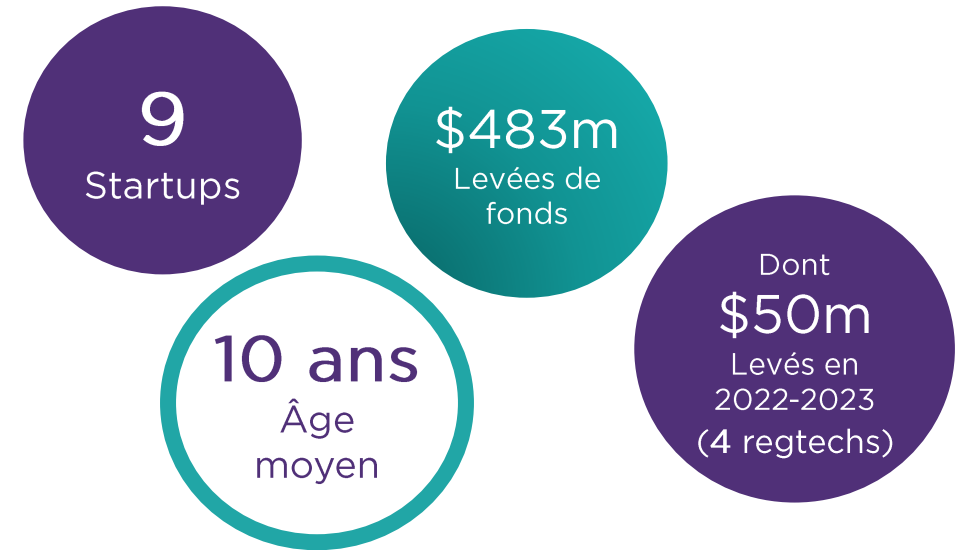 9
Startups
$483m
Levées de
fonds
10 ans
Âge
moyen
Dont
$50m
Levés en
2022-2023
(4 regtechs)